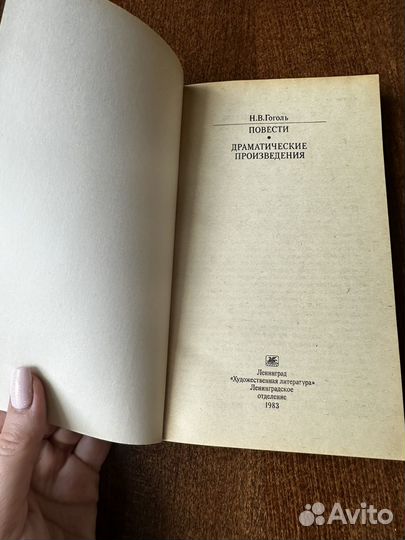 Н.В.Гоголь
ПОВЕСТИ
•
ДРАМАТИЧЕСКИЕ
ПРОИЗВЕДЕНИЯ
Ленинград
«Художественная литература»
Ленинградское
отделение
1983
Avito